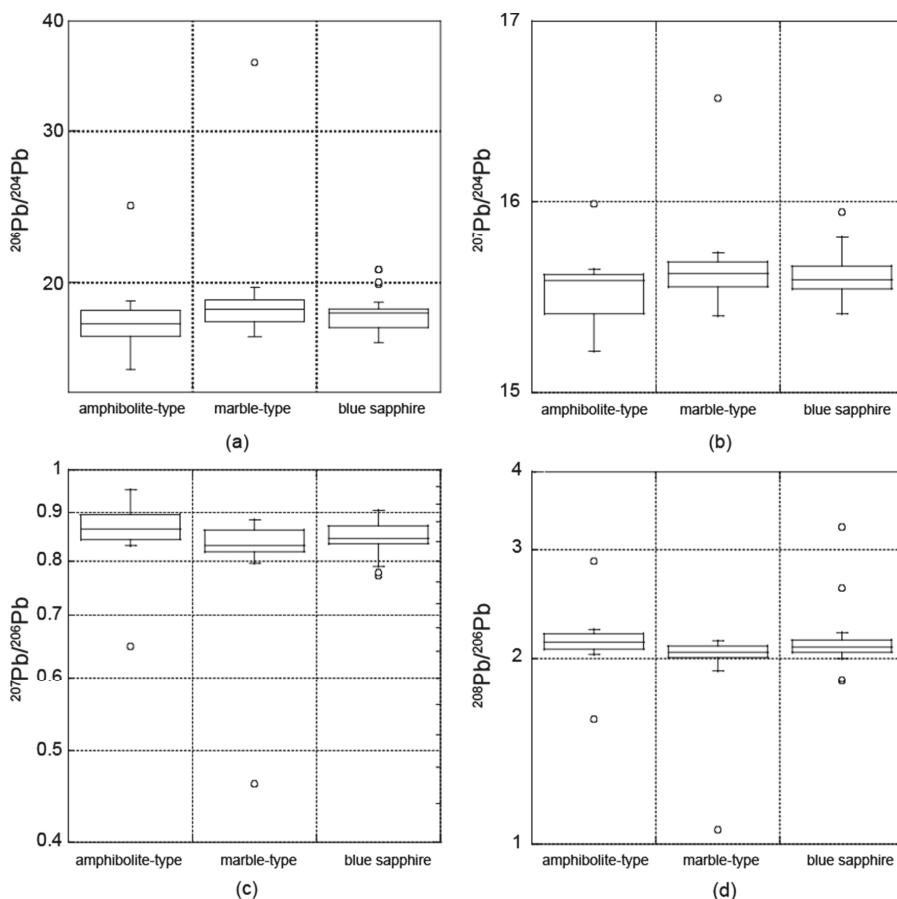 40
30
20
²⁰⁶Pb/²⁰⁴Pb
amphibolite-type marble-type blue sapphire
(a)
17
16
15
²⁰⁷Pb/²⁰⁴Pb
amphibolite-type marble-type blue sapphire
(b)
1
0.9
0.8
0.7
0.6
0.5
0.4
²⁰⁷Pb/²⁰⁶Pb
amphibolite-type marble-type blue sapphire
(c)
4
3
2
1
²⁰⁸Pb/²⁰⁶Pb
amphibolite-type marble-type blue sapphire
(d)